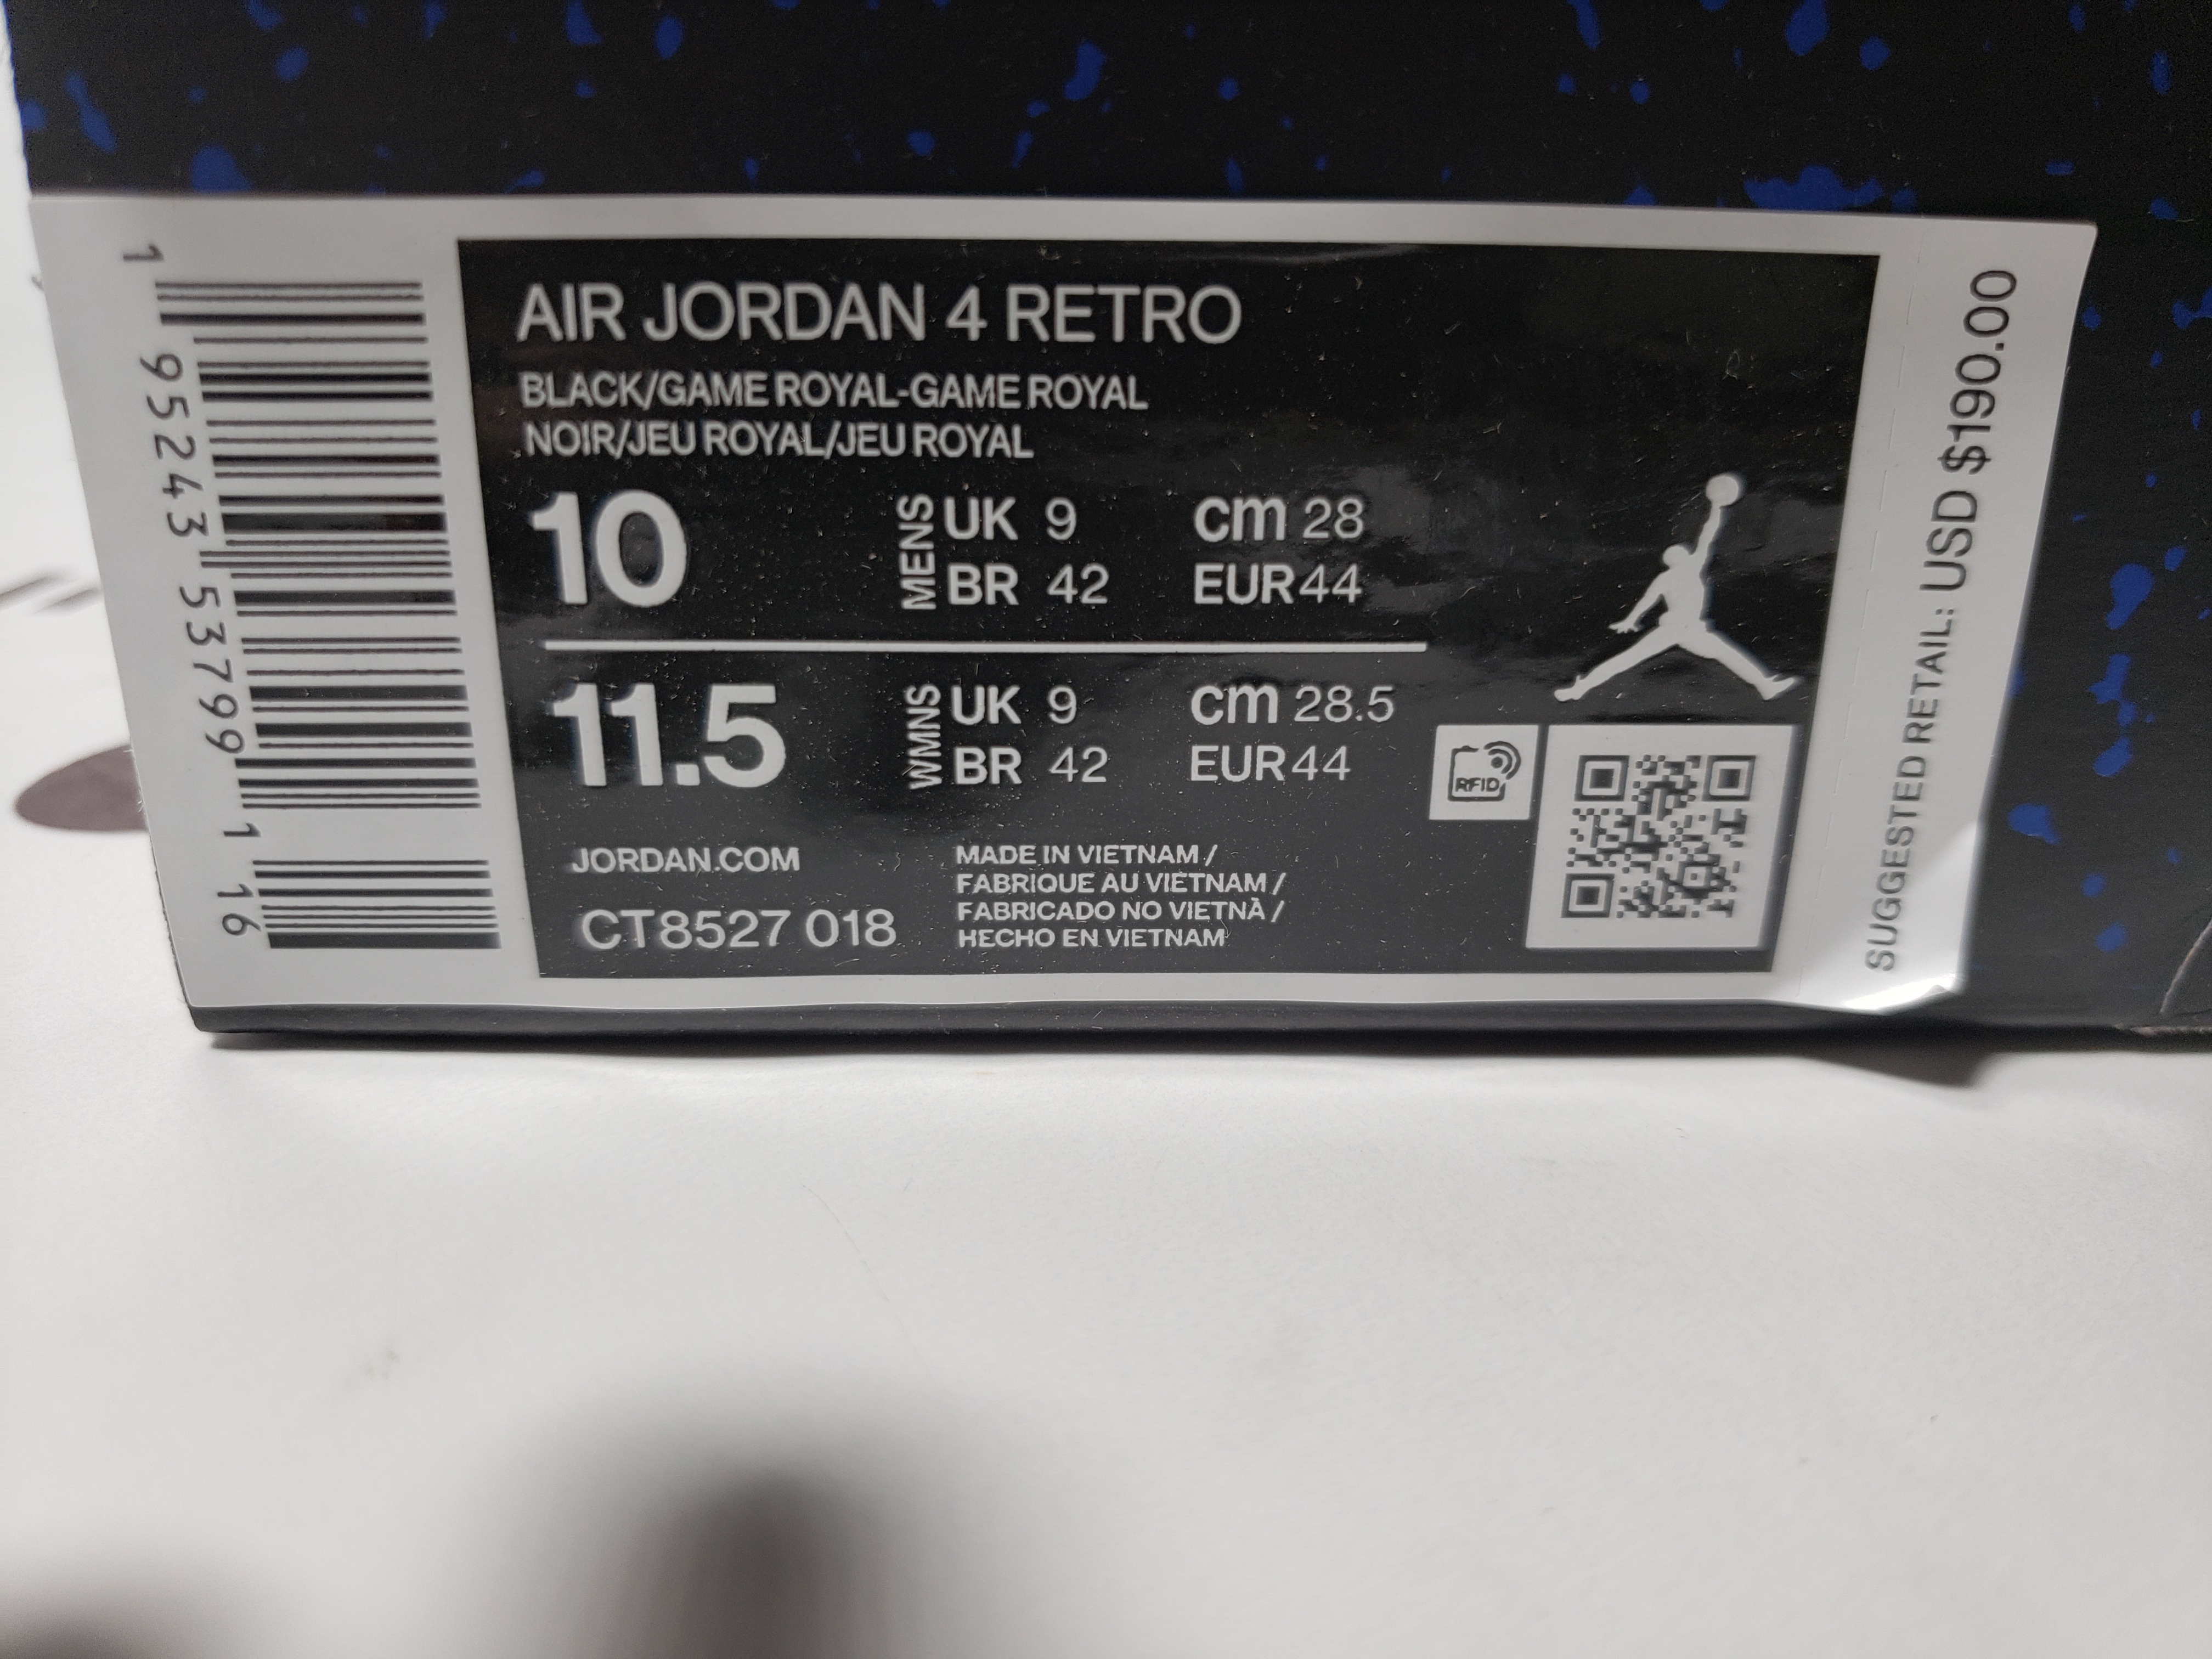 AIR JORDAN 4 RETRO
BLACK/GAME ROYAL-GAME ROYAL
NOIR/JEU ROYAL/JEU ROYAL
10
MENS
UK 9
cm 28
BR 42
EUR 44
11.5
WMNS
UK 9
cm 28.5
BR 42
EUR 44
RFID
JORDAN.COM
CT8527 018
MADE IN VIETNAM /
FABRIQUE AU VIETNAM /
FABRICADO NO VIETNÃ /
HECHO EN VIETNAM
SUGGESTED RETAIL: USD $190.00
1 95243 53799 1 16